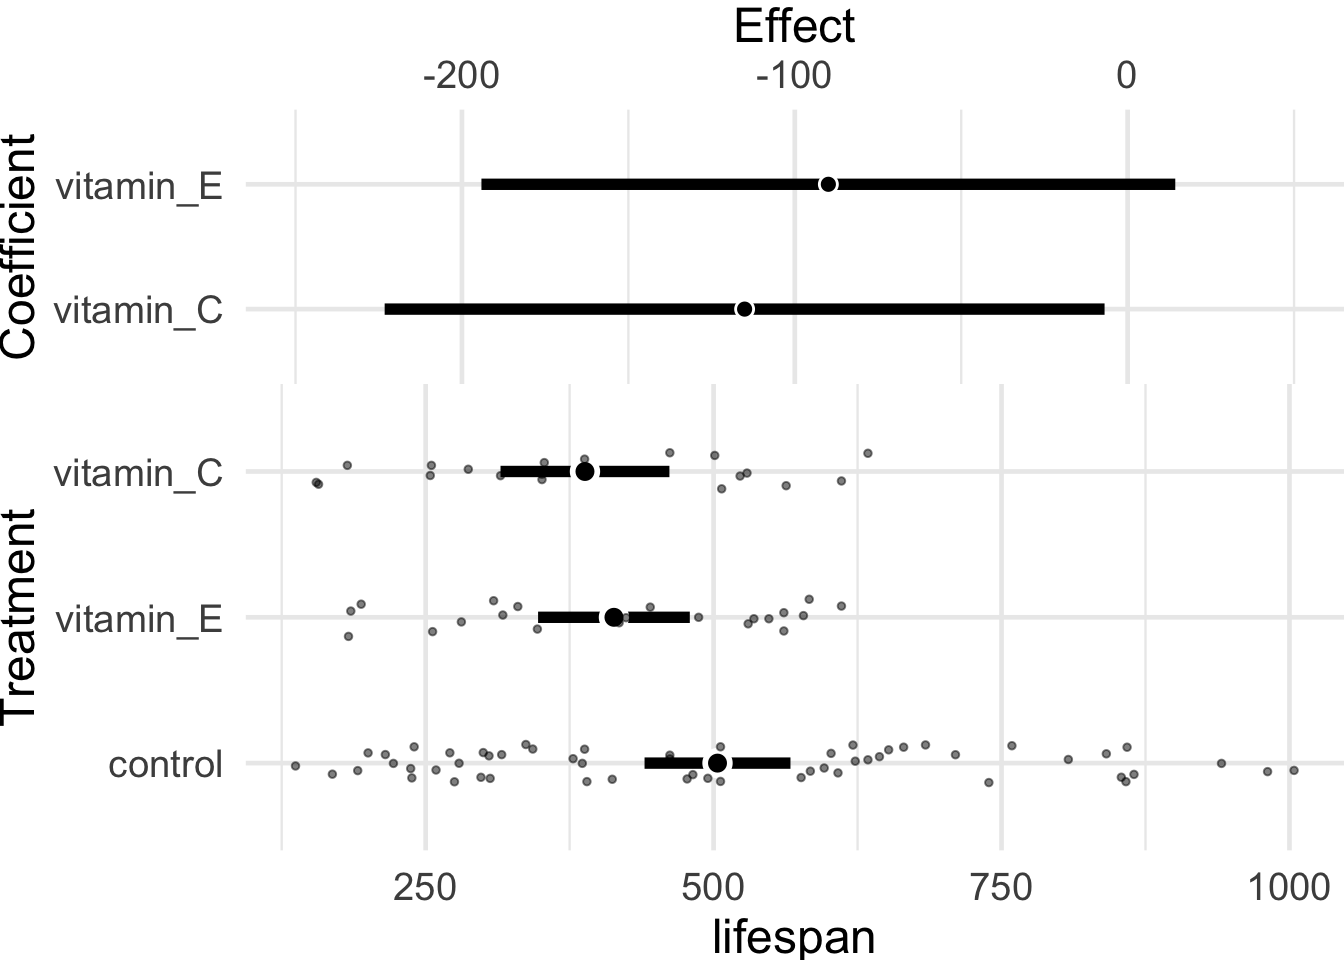 Effect
-200 -100 0
Coefficient
vitamin_E
vitamin_C
Treatment
vitamin_C
vitamin_E
control
250 500 750 1000
lifespan